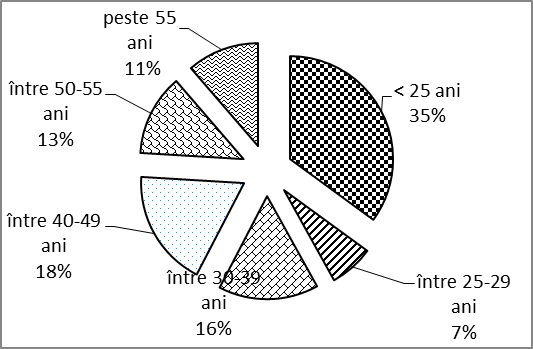 peste 55
ani
11%
< 25 ani
35%
între 50-55
ani
13%
între 40-49
ani
18%
între 30-39
ani
16%
între 25-29
ani
7%